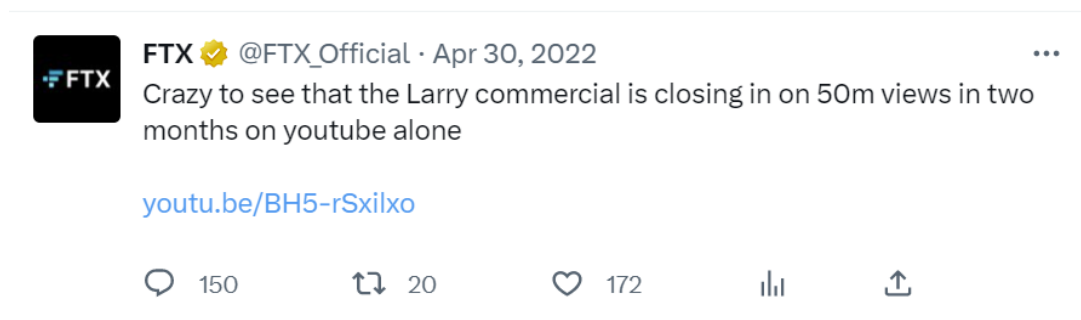 FTX
FTX @FTX_Official · Apr 30, 2022
Crazy to see that the Larry commercial is closing in on 50m views in two
months on youtube alone
youtu.be/BH5-rSxilxo
150 20 172